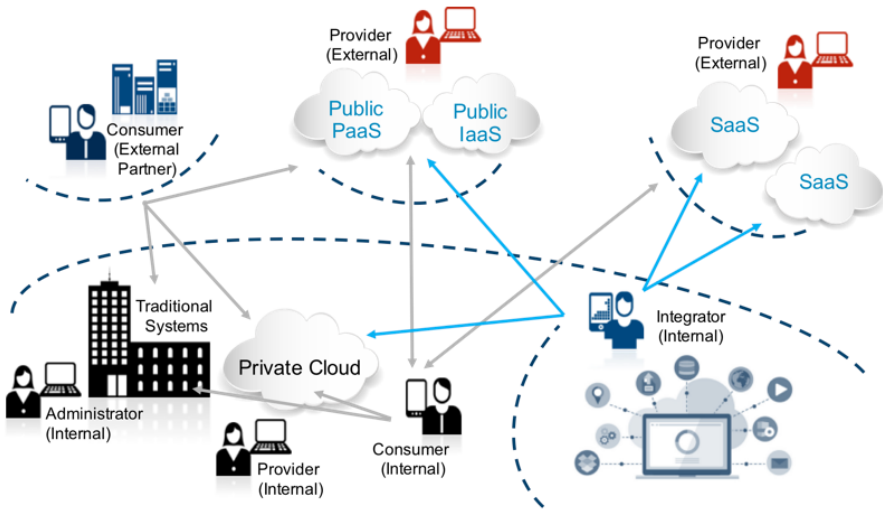 Provider
(External)
Provider
(External)
Public
PaaS
Public
IaaS
Consumer
(External
Partner)
SaaS
SaaS
Traditional
Systems
Integrator
(Internal)
Private Cloud
Administrator
(Internal)
Consumer
(Internal)
Provider
(Internal)